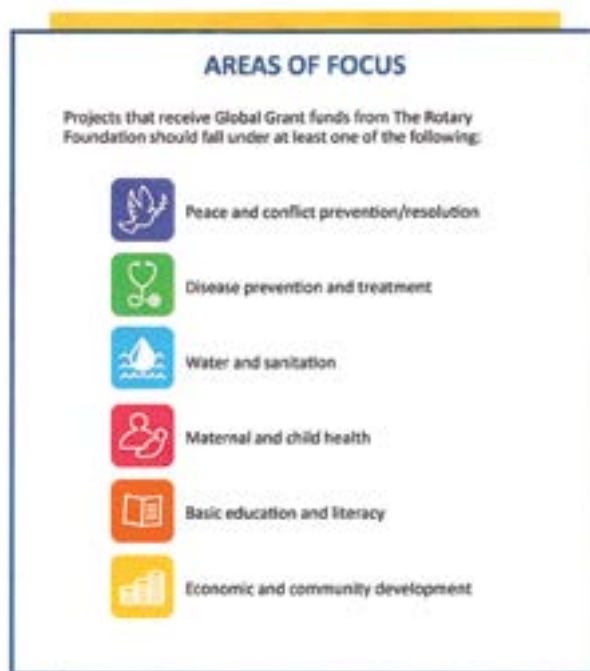 AREAS OF FOCUS
Projects that receive Global Grant funds from The Rotary
Foundation should fall under at least one of the following:
Peace and conflict prevention/resolution
Disease prevention and treatment
Water and sanitation
Maternal and child health
Basic education and literacy
Economic and community development